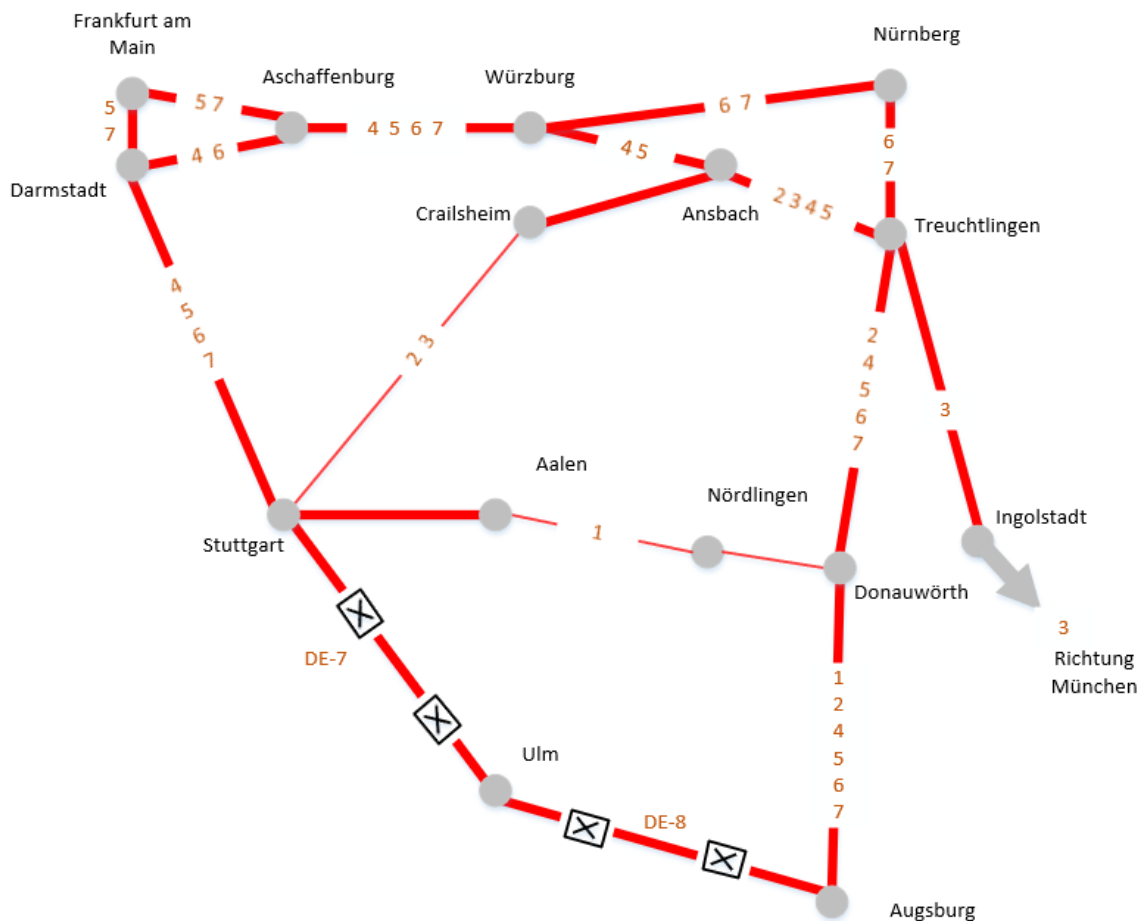 Frankfurt am
Main
Nürnberg
Aschaffenburg
Würzburg
5 7
6 7
5
7
4 5 6 7
4 5
6
7
4 6
Darmstadt
Crailsheim
Ansbach
2 3 4 5
Treuchtlingen
4
5
6
7
2 3
2
4
5
6
7
3
Aalen
Nördlingen
Ingolstadt
1
Stuttgart
Donauwörth
3
Richtung
München
DE-7
1
2
4
5
6
7
Ulm
DE-8
Augsburg